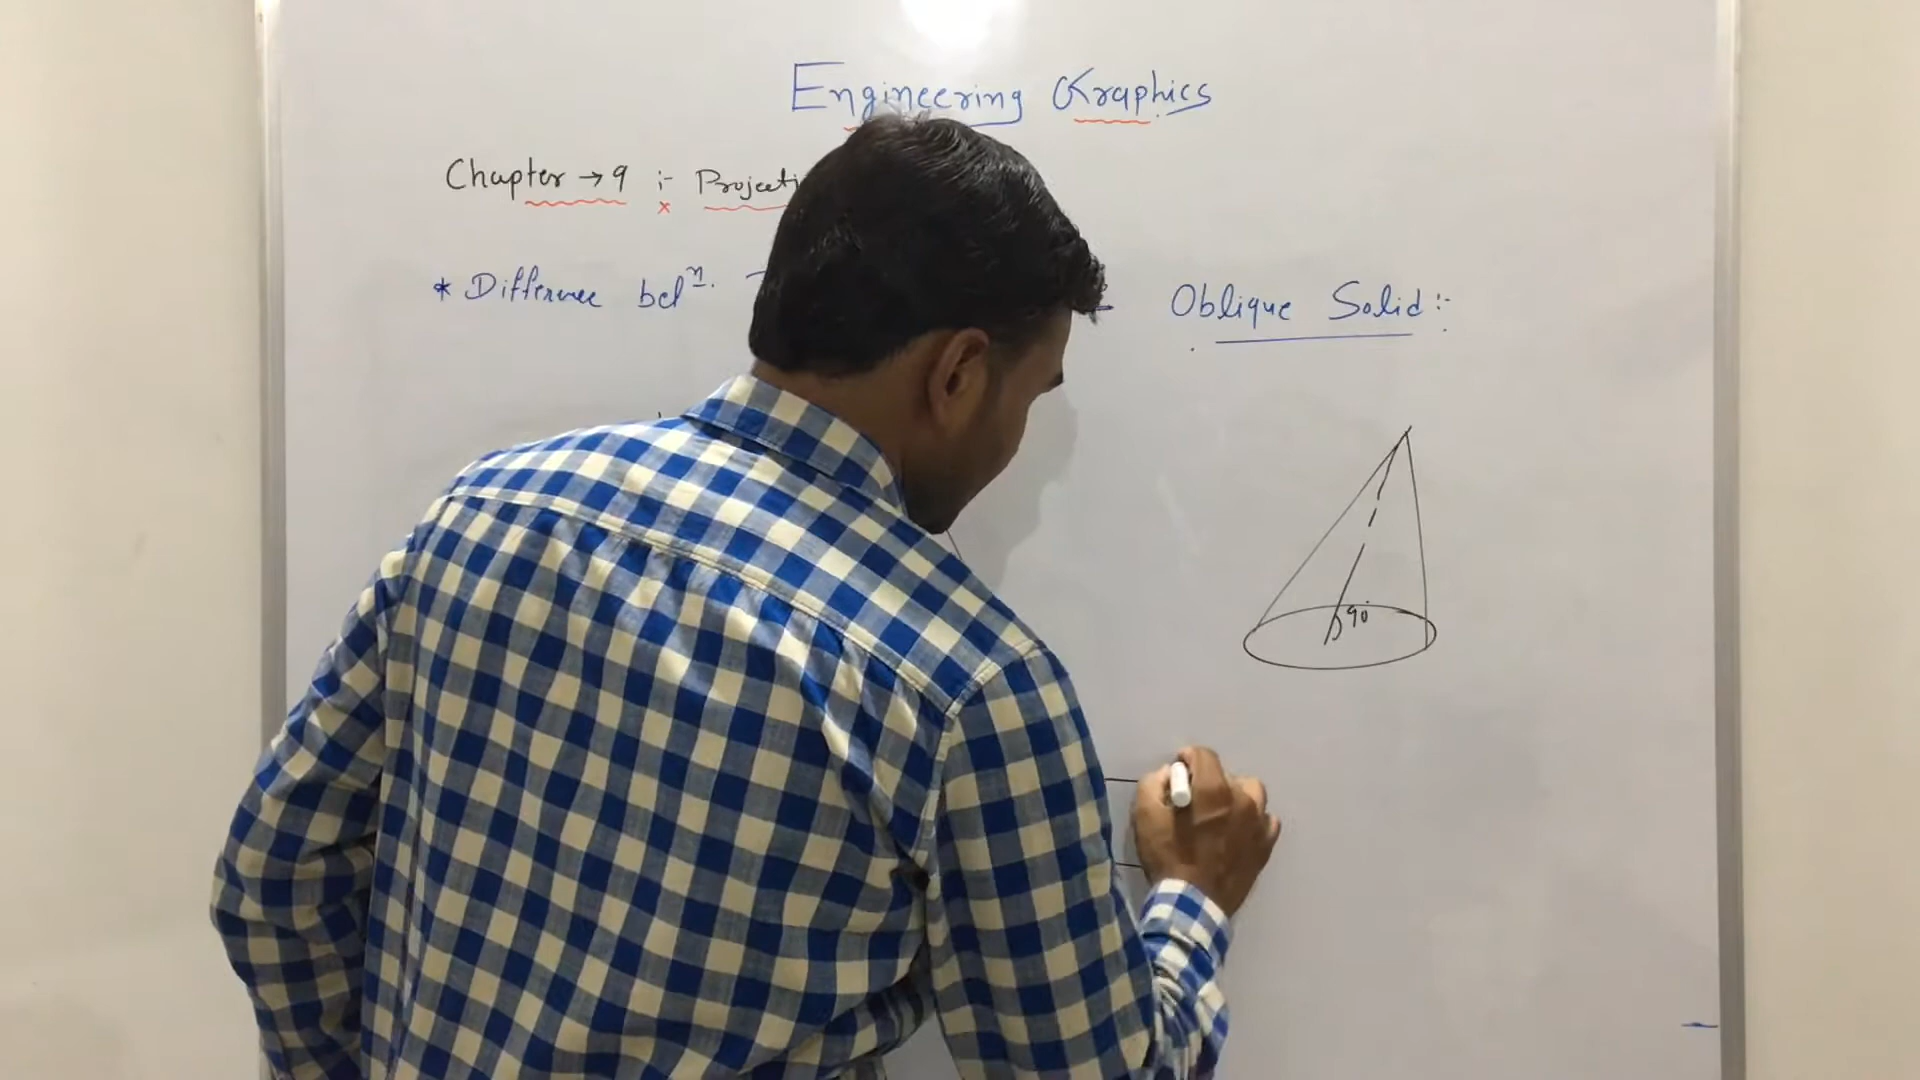 Engineering Graphics
Chapter → 9 :- Projecti
* Difference betⁿ. Oblique Solid :-
90°